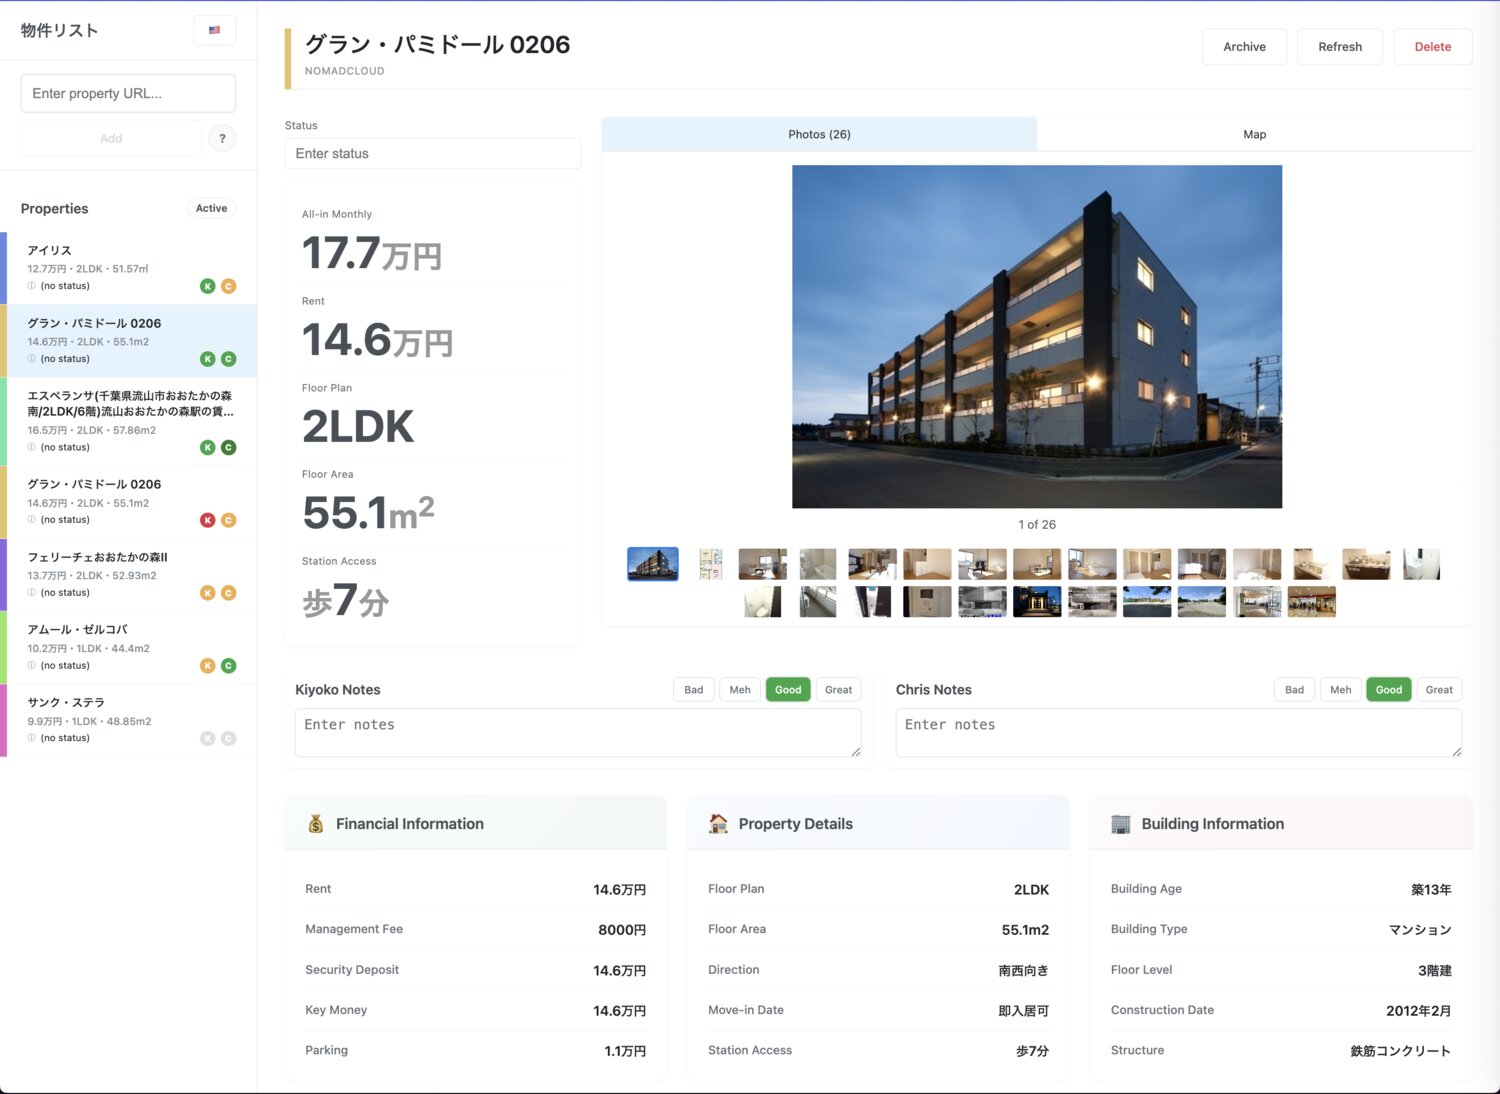 物件リスト
Enter property URL...
Add
?
Properties
Active
アイリス
12.7万円・2LDK・51.57㎡
(no status)
K C
グラン・パミドール 0206
14.6万円・2LDK・55.1m2
(no status)
K C
エスペランサ(千葉県流山市おおたかの森
南/2LDK/6階)流山おおたかの森駅の賃...
16.5万円・2LDK・57.86m2
(no status)
K C
グラン・パミドール 0206
14.6万円・2LDK・55.1m2
(no status)
K C
フェリーチェおおたかの森II
13.7万円・2LDK・52.93m2
(no status)
K C
アムール・ゼルコバ
10.2万円・1LDK・44.4m2
(no status)
K C
サンク・ステラ
9.9万円・1LDK・48.85m2
(no status)
K C
グラン・パミドール 0206
NOMADCLOUD
Archive
Refresh
Delete
Status
Enter status
All-in Monthly
17.7万円
Rent
14.6万円
Floor Plan
2LDK
Floor Area
55.1m²
Station Access
歩7分
Photos (26)
Map
1 of 26
Kiyoko Notes
Bad
Meh
Good
Great
Enter notes
Chris Notes
Bad
Meh
Good
Great
Enter notes
Financial Information
Rent 14.6万円
Management Fee 8000円
Security Deposit 14.6万円
Key Money 14.6万円
Parking 1.1万円
Property Details
Floor Plan 2LDK
Floor Area 55.1m2
Direction 南西向き
Move-in Date 即入居可
Station Access 歩7分
Building Information
Building Age 築13年
Building Type マンション
Floor Level 3階建
Construction Date 2012年2月
Structure 鉄筋コンクリート